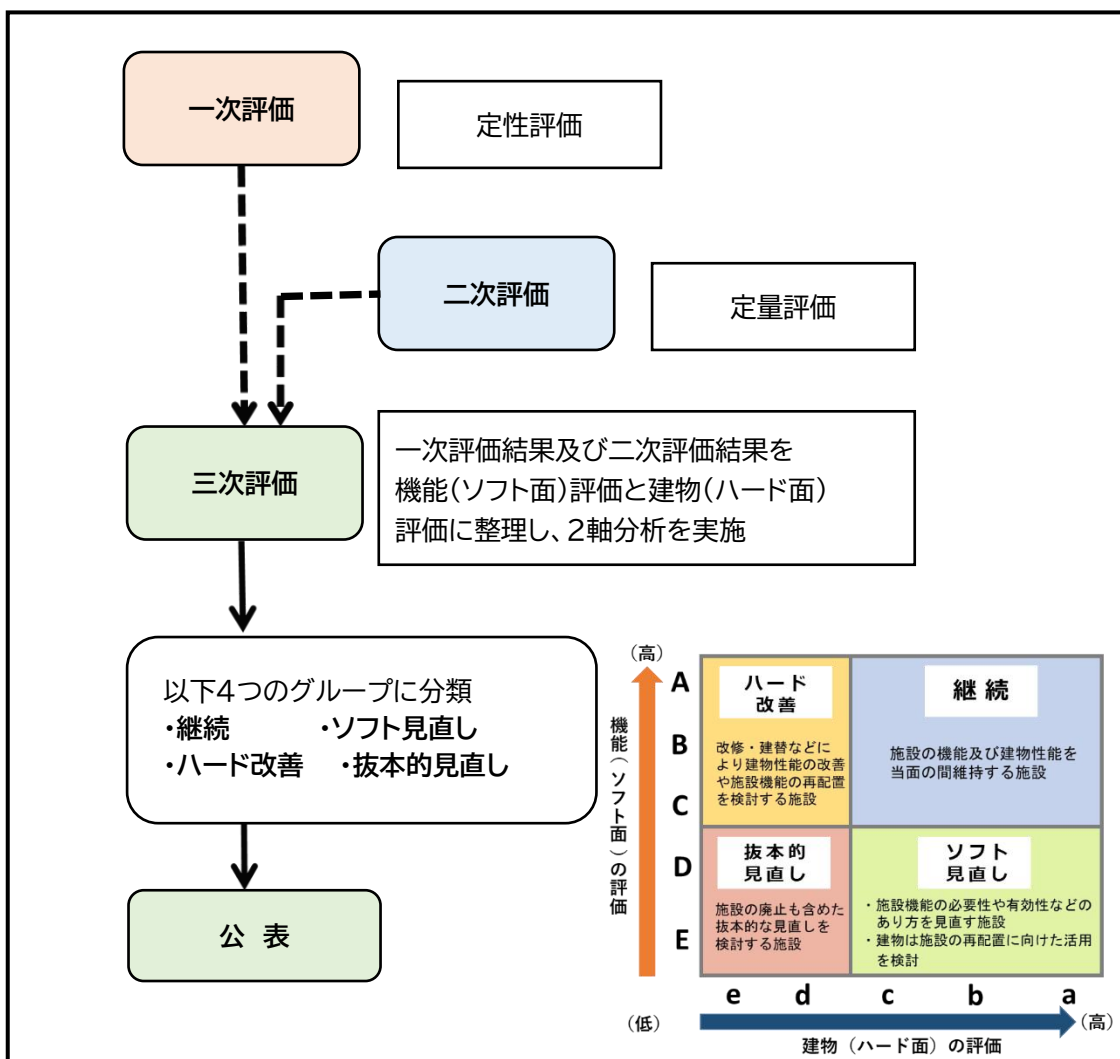 一次評価
定性評価
二次評価
定量評価
三次評価
一次評価結果及び二次評価結果を
機能(ソフト面)評価と建物(ハード面)
評価に整理し、2軸分析を実施
以下4つのグループに分類
・継続　　　・ソフト見直し
・ハード改善　・抜本的見直し
公 表
(高)
機能(ソフト面)の評価
A
B
C
D
E
ハード
改善
改修・建替などに
より建物性能の改善
や施設機能の再配置
を検討する施設
継 続
施設の機能及び建物性能を
当面の間維持する施設
抜本的
見直し
施設の廃止も含めた
抜本的な見直しを
検討する施設
ソフト
見直し
・施設機能の必要性や有効性などの
あり方を見直す施設
・建物は施設の再配置に向けた活用
を検討
e d c b a
(低)
(高)
建物(ハード面)の評価